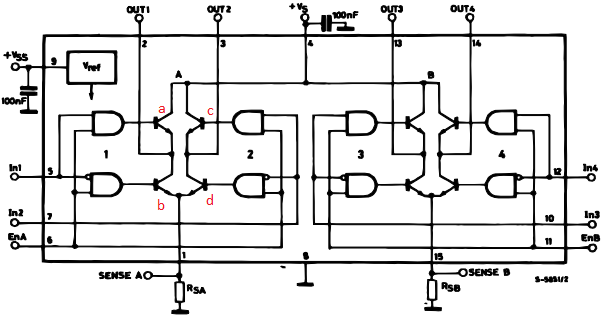 OUT1 OUT2 +Vs OUT3 OUT4
100nF
2 3 4 13 14
+Vss 9 Vref A B
100nF
a c
1 2 3 4
In1 5 12 In4
b d
In2 7 10 In3
EnA 6 11 EnB
1 8 15
SENSE A SENSE B S-5851/2
RSA RSB